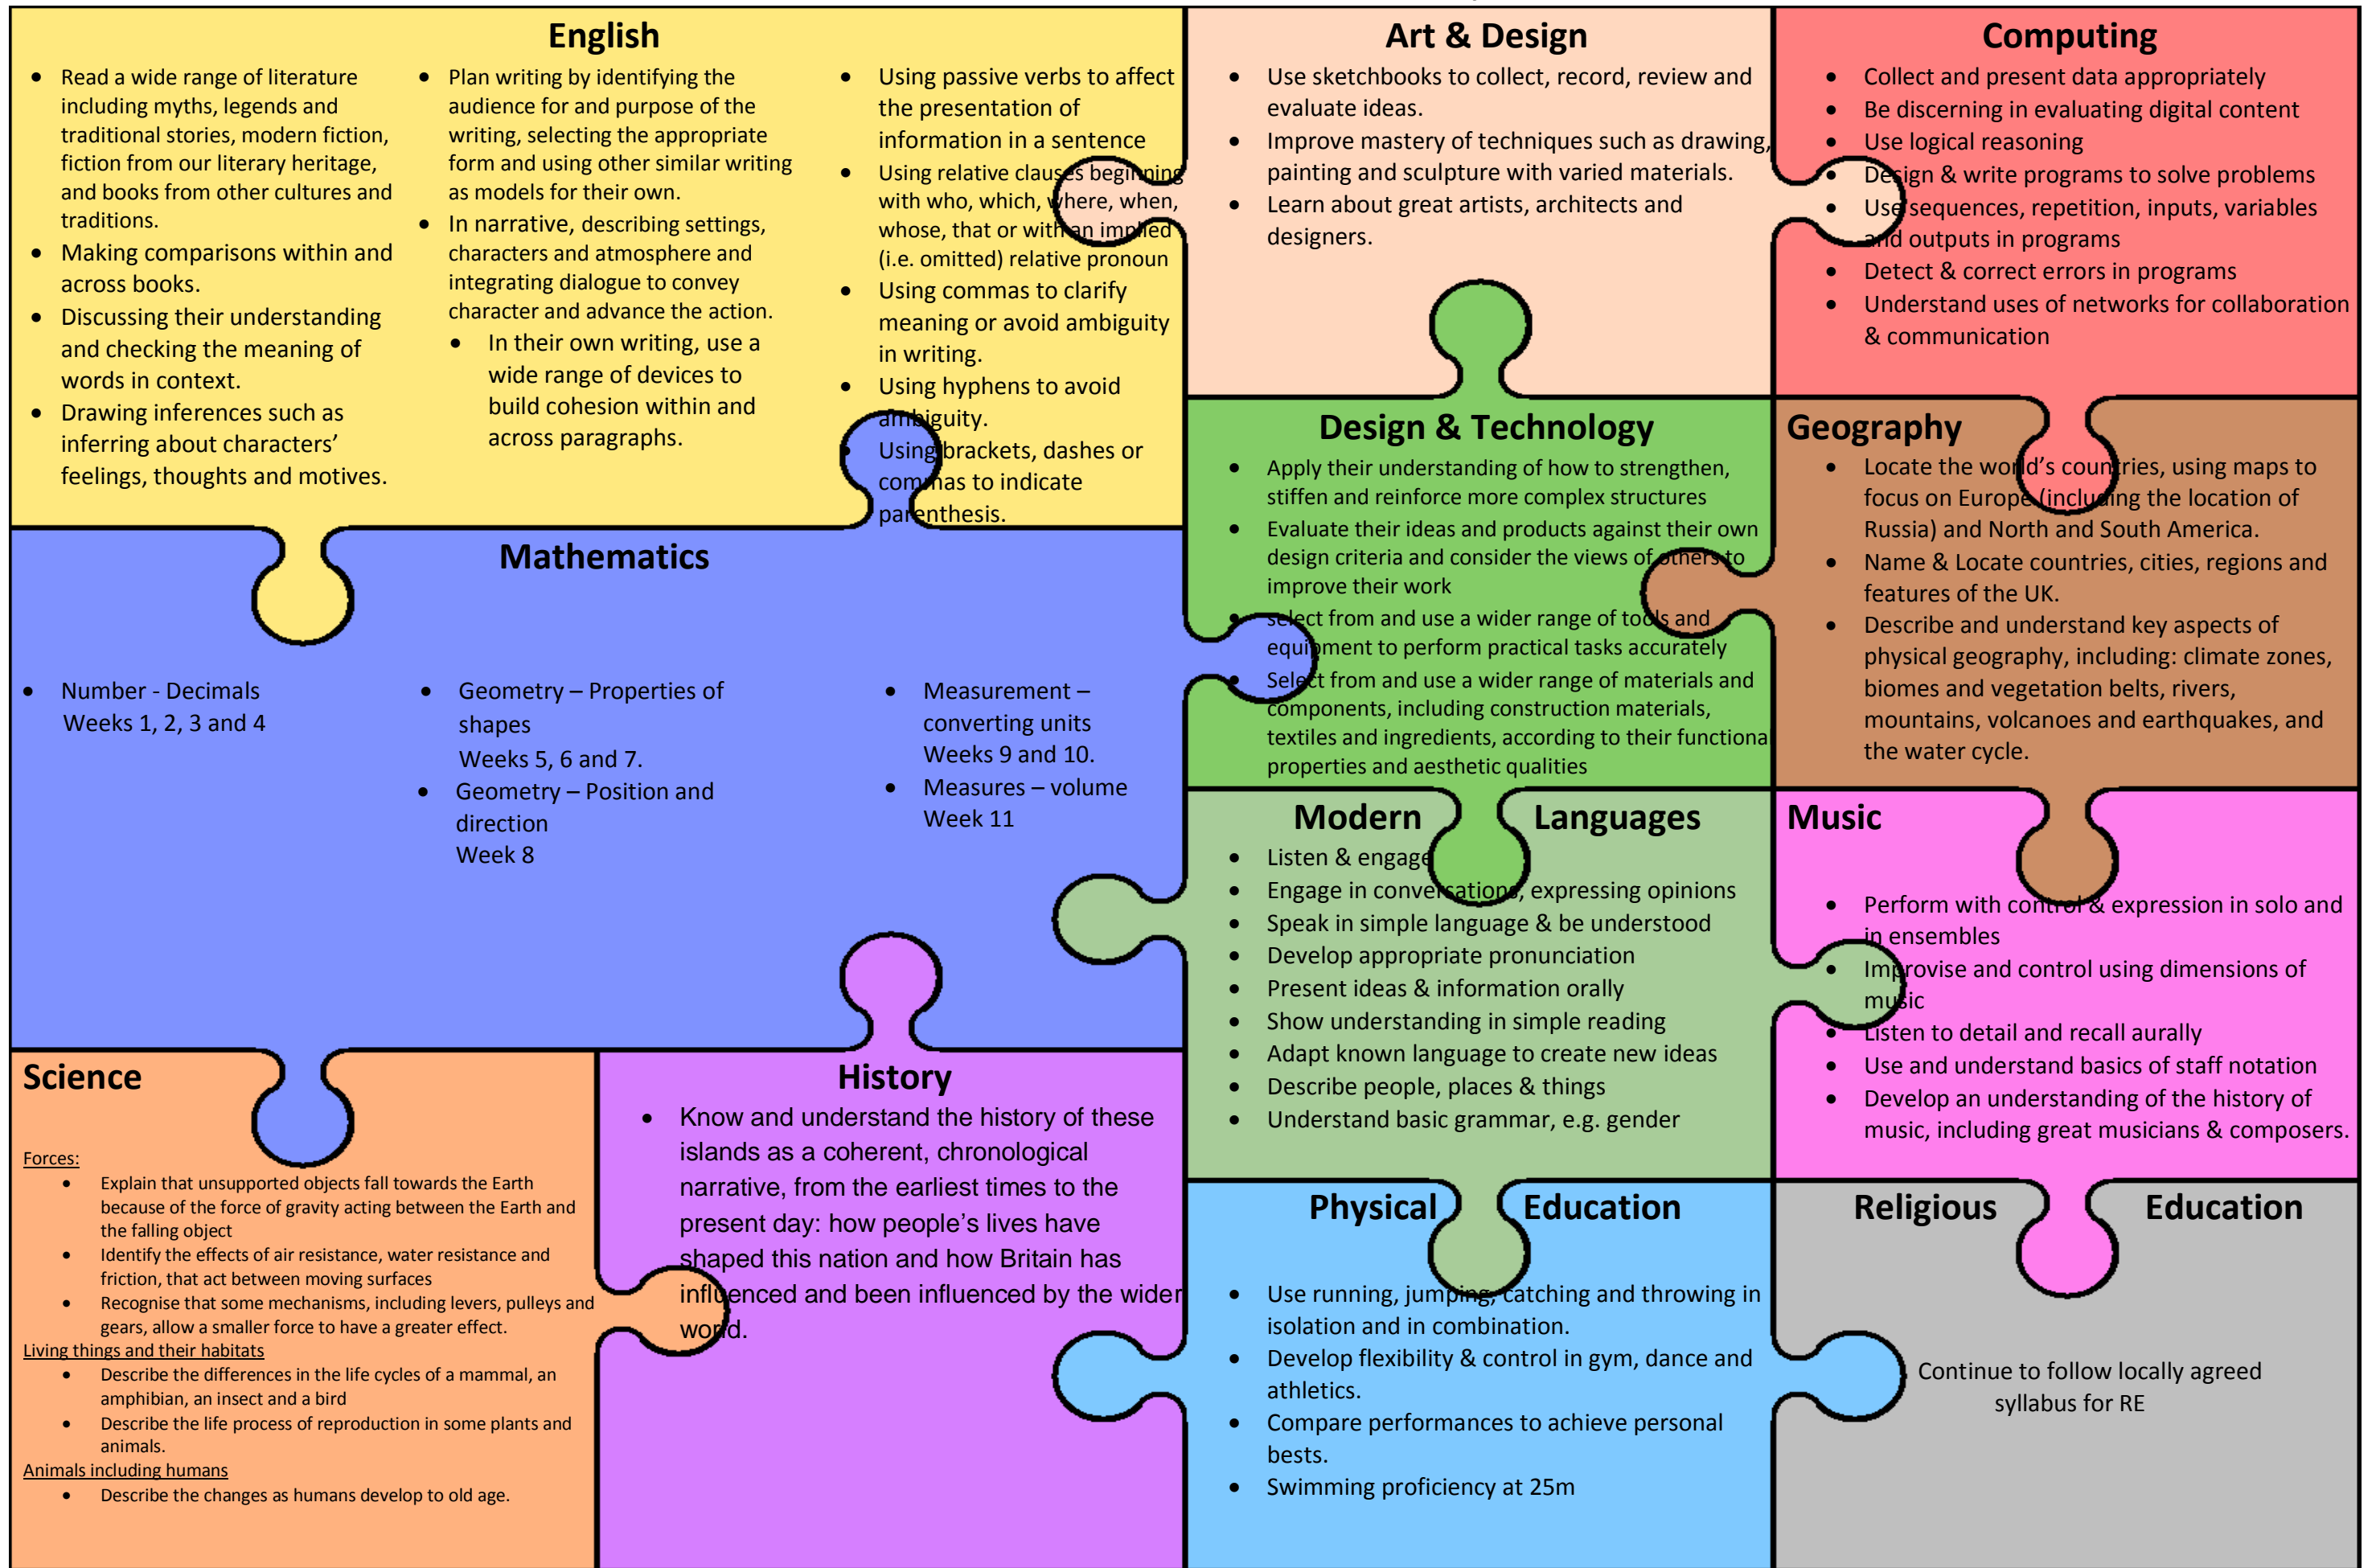 English
Read a wide range of literature
including myths, legends and
traditional stories, modern fiction,
fiction from our literary heritage,
and books from other cultures and
traditions.
Making comparisons within and
across books.
Discussing their understanding
and checking the meaning of
words in context.
Drawing inferences such as
inferring about characters’
feelings, thoughts and motives.
Plan writing by identifying the
audience for and purpose of the
writing, selecting the appropriate
form and using other similar writing
as models for their own.
In narrative, describing settings,
characters and atmosphere and
integrating dialogue to convey
character and advance the action.
In their own writing, use a
wide range of devices to
build cohesion within and
across paragraphs.
Using passive verbs to affect
the presentation of
information in a sentence
Using relative clauses beginning
with who, which, where, when,
whose, that or with an implied
(i.e. omitted) relative pronoun
Using commas to clarify
meaning or avoid ambiguity
in writing.
Using hyphens to avoid
ambiguity.
Using brackets, dashes or
commas to indicate
parenthesis.
Art & Design
Use sketchbooks to collect, record, review and
evaluate ideas.
Improve mastery of techniques such as drawing,
painting and sculpture with varied materials.
Learn about great artists, architects and
designers.
Computing
Collect and present data appropriately
Be discerning in evaluating digital content
Use logical reasoning
Design & write programs to solve problems
Use sequences, repetition, inputs, variables
and outputs in programs
Detect & correct errors in programs
Understand uses of networks for collaboration
& communication
Design & Technology
Apply their understanding of how to strengthen,
stiffen and reinforce more complex structures
Evaluate their ideas and products against their own
design criteria and consider the views of others to
improve their work
select from and use a wider range of tools and
equipment to perform practical tasks accurately
Select from and use a wider range of materials and
components, including construction materials,
textiles and ingredients, according to their functional
properties and aesthetic qualities
Geography
Locate the world’s countries, using maps to
focus on Europe (including the location of
Russia) and North and South America.
Name & Locate countries, cities, regions and
features of the UK.
Describe and understand key aspects of
physical geography, including: climate zones,
biomes and vegetation belts, rivers,
mountains, volcanoes and earthquakes, and
the water cycle.
Mathematics
Number - Decimals
Weeks 1, 2, 3 and 4
Geometry – Properties of
shapes
Weeks 5, 6 and 7.
Geometry – Position and
direction
Week 8
Measurement –
converting units
Weeks 9 and 10.
Measures – volume
Week 11
Modern Languages
Listen & engage
Engage in conversations, expressing opinions
Speak in simple language & be understood
Develop appropriate pronunciation
Present ideas & information orally
Show understanding in simple reading
Adapt known language to create new ideas
Describe people, places & things
Understand basic grammar, e.g. gender
Music
Perform with control & expression in solo and
in ensembles
Improvise and control using dimensions of
music
Listen to detail and recall aurally
Use and understand basics of staff notation
Develop an understanding of the history of
music, including great musicians & composers.
Science
Forces:
Explain that unsupported objects fall towards the Earth
because of the force of gravity acting between the Earth and
the falling object
Identify the effects of air resistance, water resistance and
friction, that act between moving surfaces
Recognise that some mechanisms, including levers, pulleys and
gears, allow a smaller force to have a greater effect.
Living things and their habitats
Describe the differences in the life cycles of a mammal, an
amphibian, an insect and a bird
Describe the life process of reproduction in some plants and
animals.
Animals including humans
Describe the changes as humans develop to old age.
History
Know and understand the history of these
islands as a coherent, chronological
narrative, from the earliest times to the
present day: how people’s lives have
shaped this nation and how Britain has
influenced and been influenced by the wider
world.
Physical Education
Use running, jumping, catching and throwing in
isolation and in combination.
Develop flexibility & control in gym, dance and
athletics.
Compare performances to achieve personal
bests.
Swimming proficiency at 25m
Religious Education
Continue to follow locally agreed
syllabus for RE